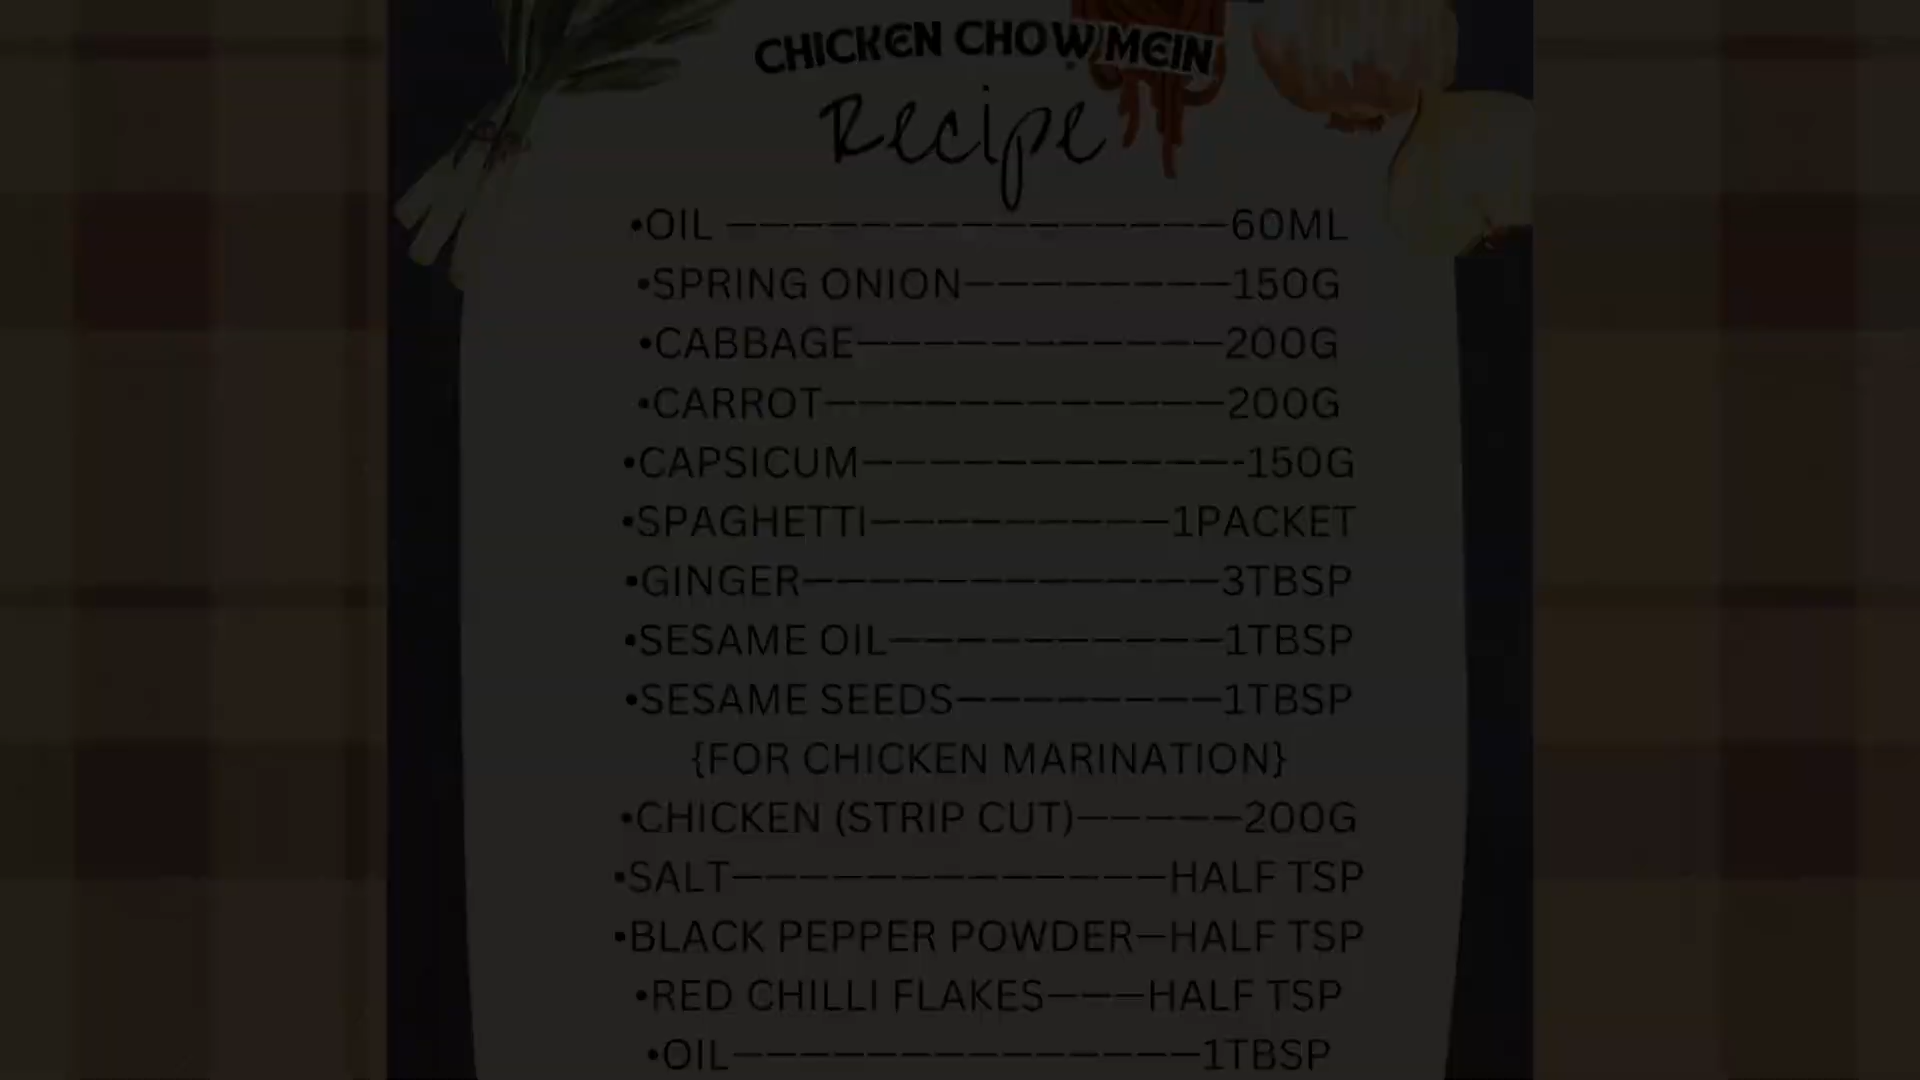 CHICKEN CHOW MEIN
Recipe
•OIL ———————————————60ML
•SPRING ONION————————150G
•CABBAGE———————————200G
•CARROT————————————200G
•CAPSICUM———————————-150G
•SPAGHETTI—————————1PACKET
•GINGER————————————–3TBSP
•SESAME OIL——————————1TBSP
•SESAME SEEDS————————1TBSP
{FOR CHICKEN MARINATION}
•CHICKEN (STRIP CUT)—————200G
•SALT—————————————HALF TSP
•BLACK PEPPER POWDER—HALF TSP
•RED CHILLI FLAKES———HALF TSP
•OIL——————————————1TBSP